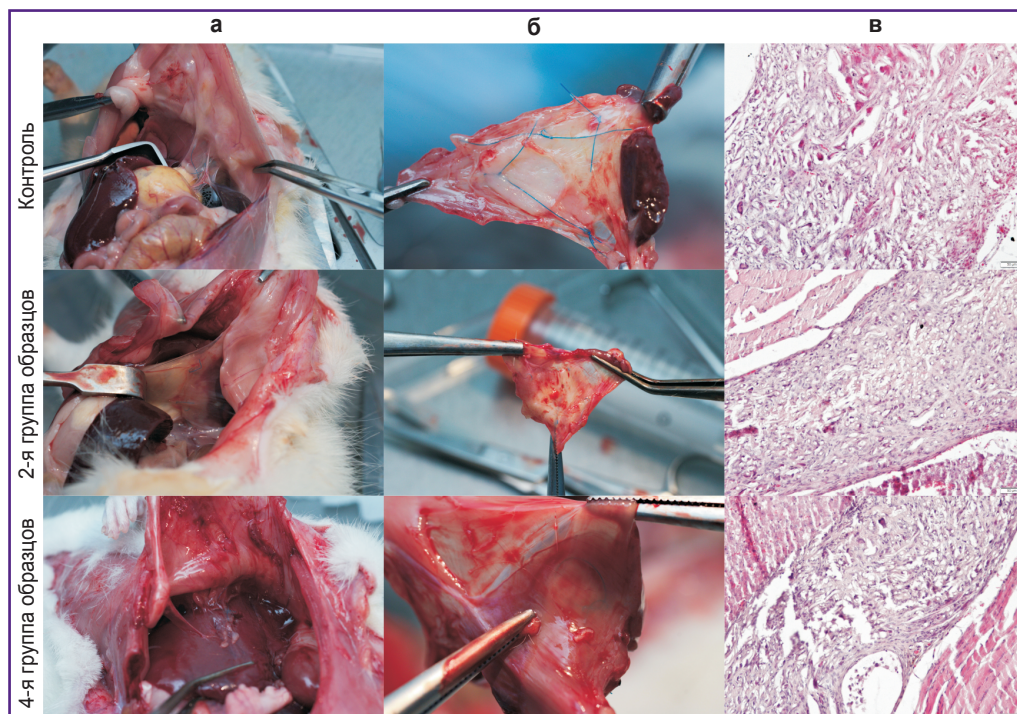 а
б
в
Контроль
2-я группа образцов
4-я группа образцов